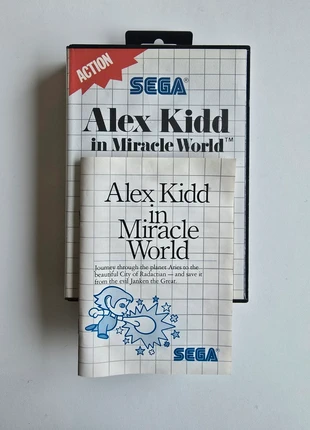 ACTION
SEGA
Alex Kidd
in Miracle World™
Alex Kidd
in
Miracle
World
Journey through the planet Aries to the
beautiful City of Radactian — and save it
from the evil Janken the Great.
SEGA